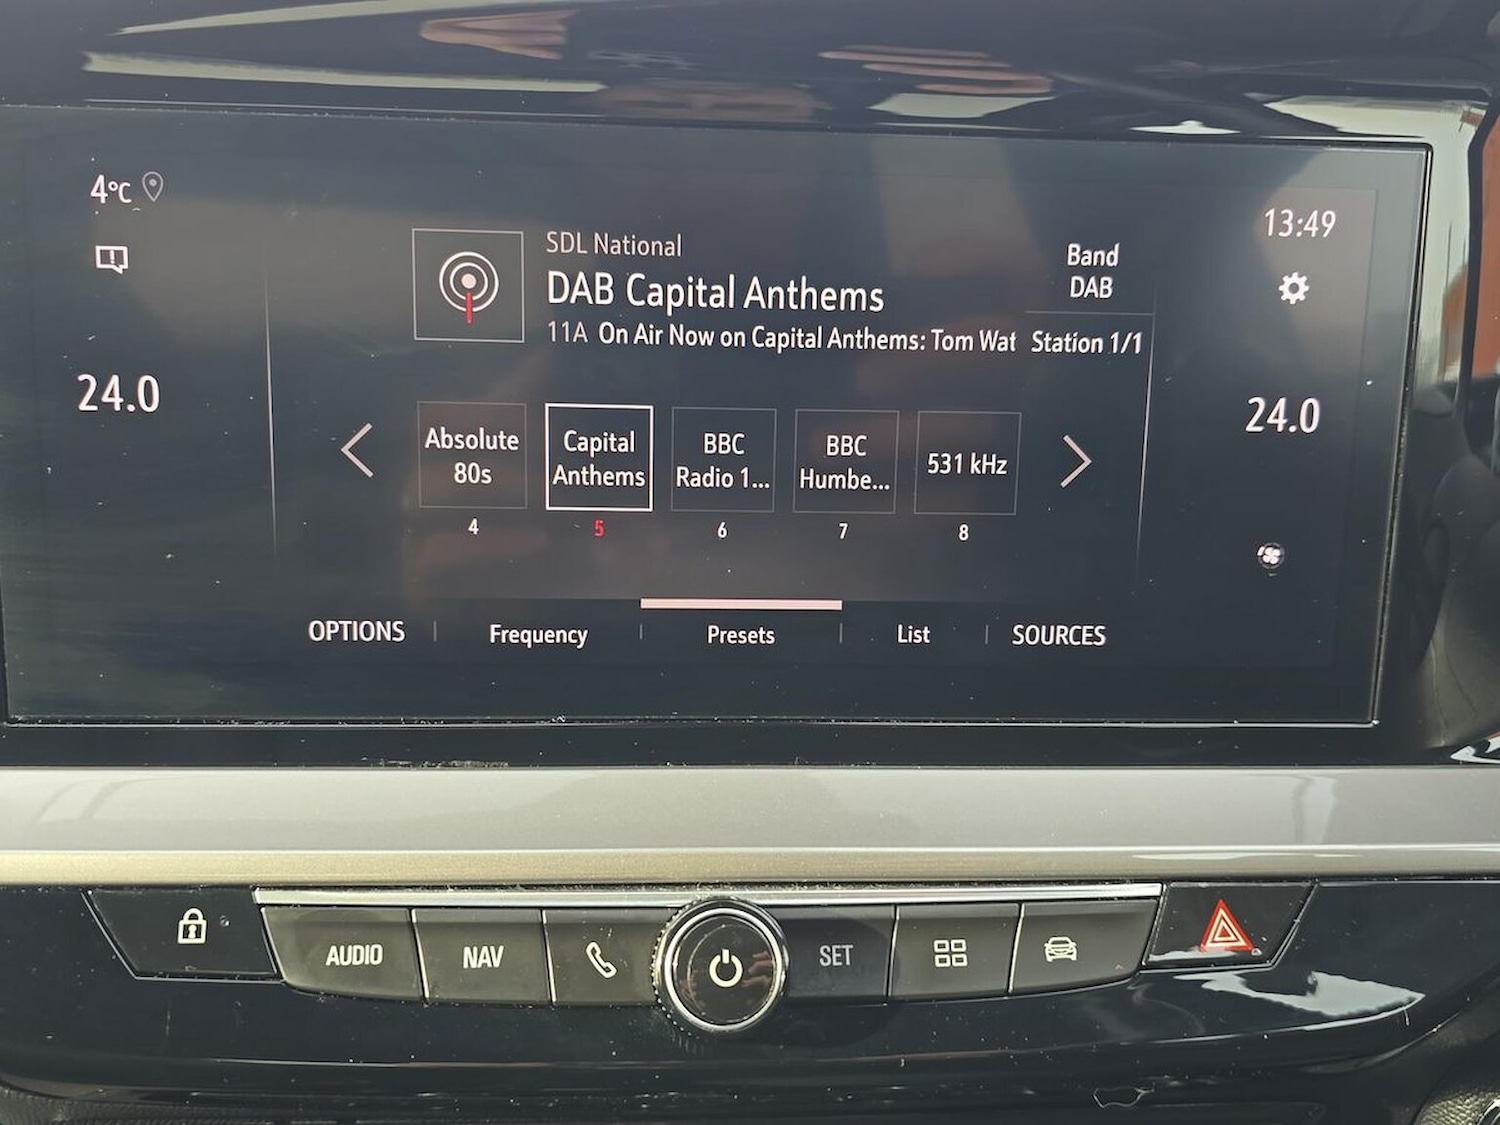 4°C
13:49
SDL National
DAB Capital Anthems
11A On Air Now on Capital Anthems: Tom Wat
Band
DAB
Station 1/1
24.0
24.0
Absolute
80s
4
Capital
Anthems
5
BBC
Radio 1...
6
BBC
Humbe...
7
531 kHz
8
OPTIONS
Frequency
Presets
List
SOURCES
AUDIO
NAV
SET